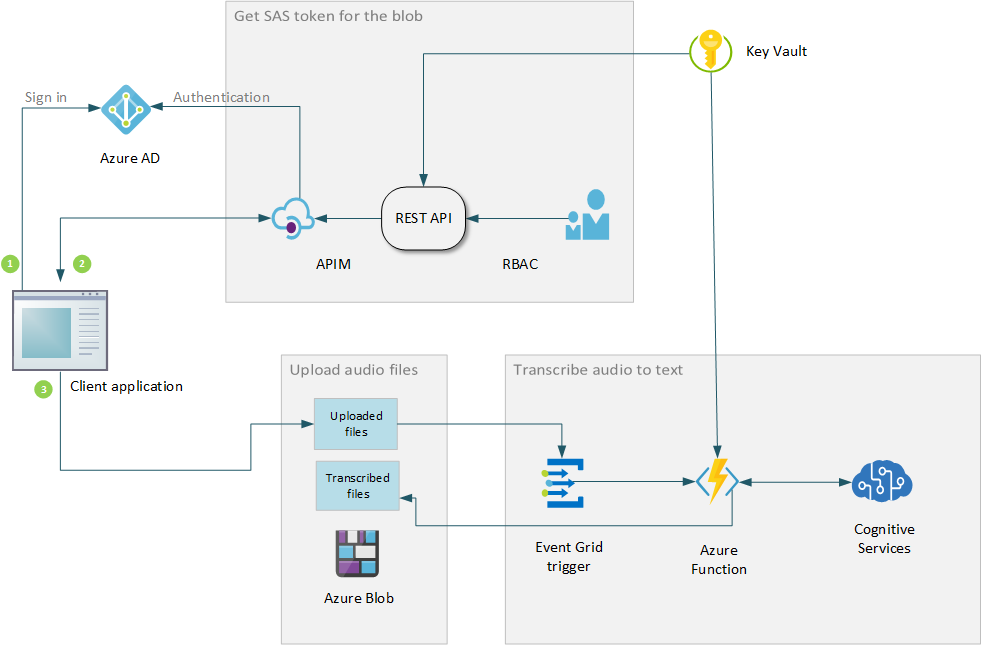 Get SAS token for the blob
Key Vault
Sign in
Authentication
Azure AD
REST API
APIM
RBAC
1
2
3
Client application
Upload audio files
Uploaded
files
Transcribed
files
Azure Blob
Transcribe audio to text
Event Grid
trigger
Azure
Function
Cognitive
Services